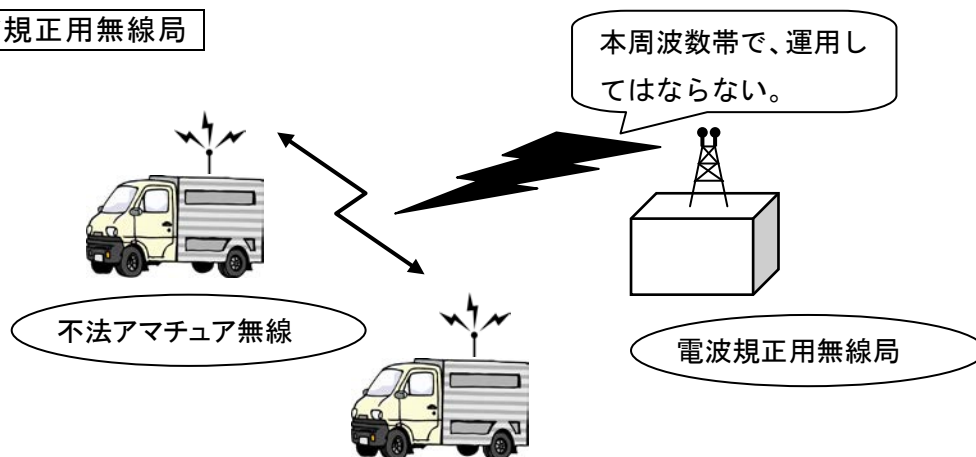 規正用無線局
本周波数帯で、運用し
てはならない。
不法アマチュア無線
電波規正用無線局